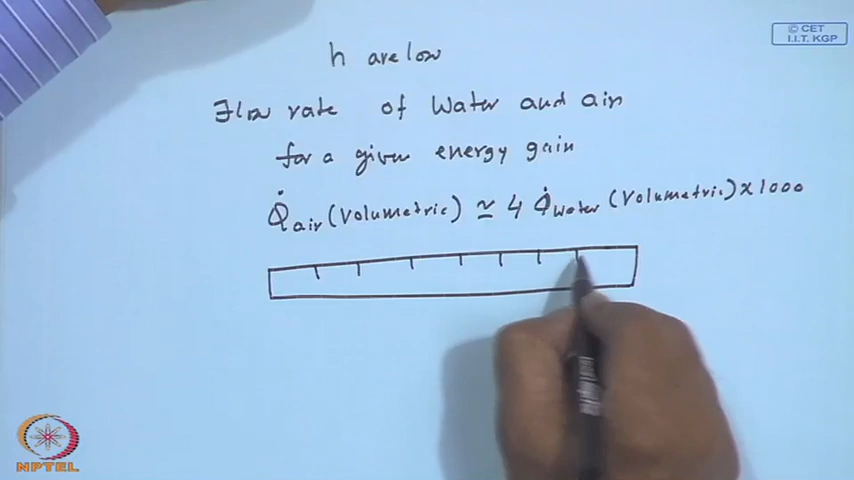 © CET
I.I.T. KGP
h are low
Flow rate of Water and air
for a given energy gain
Q̇air (Volumetric) ≃ 4 Q̇Water (Volumetric) × 1000
NPTEL